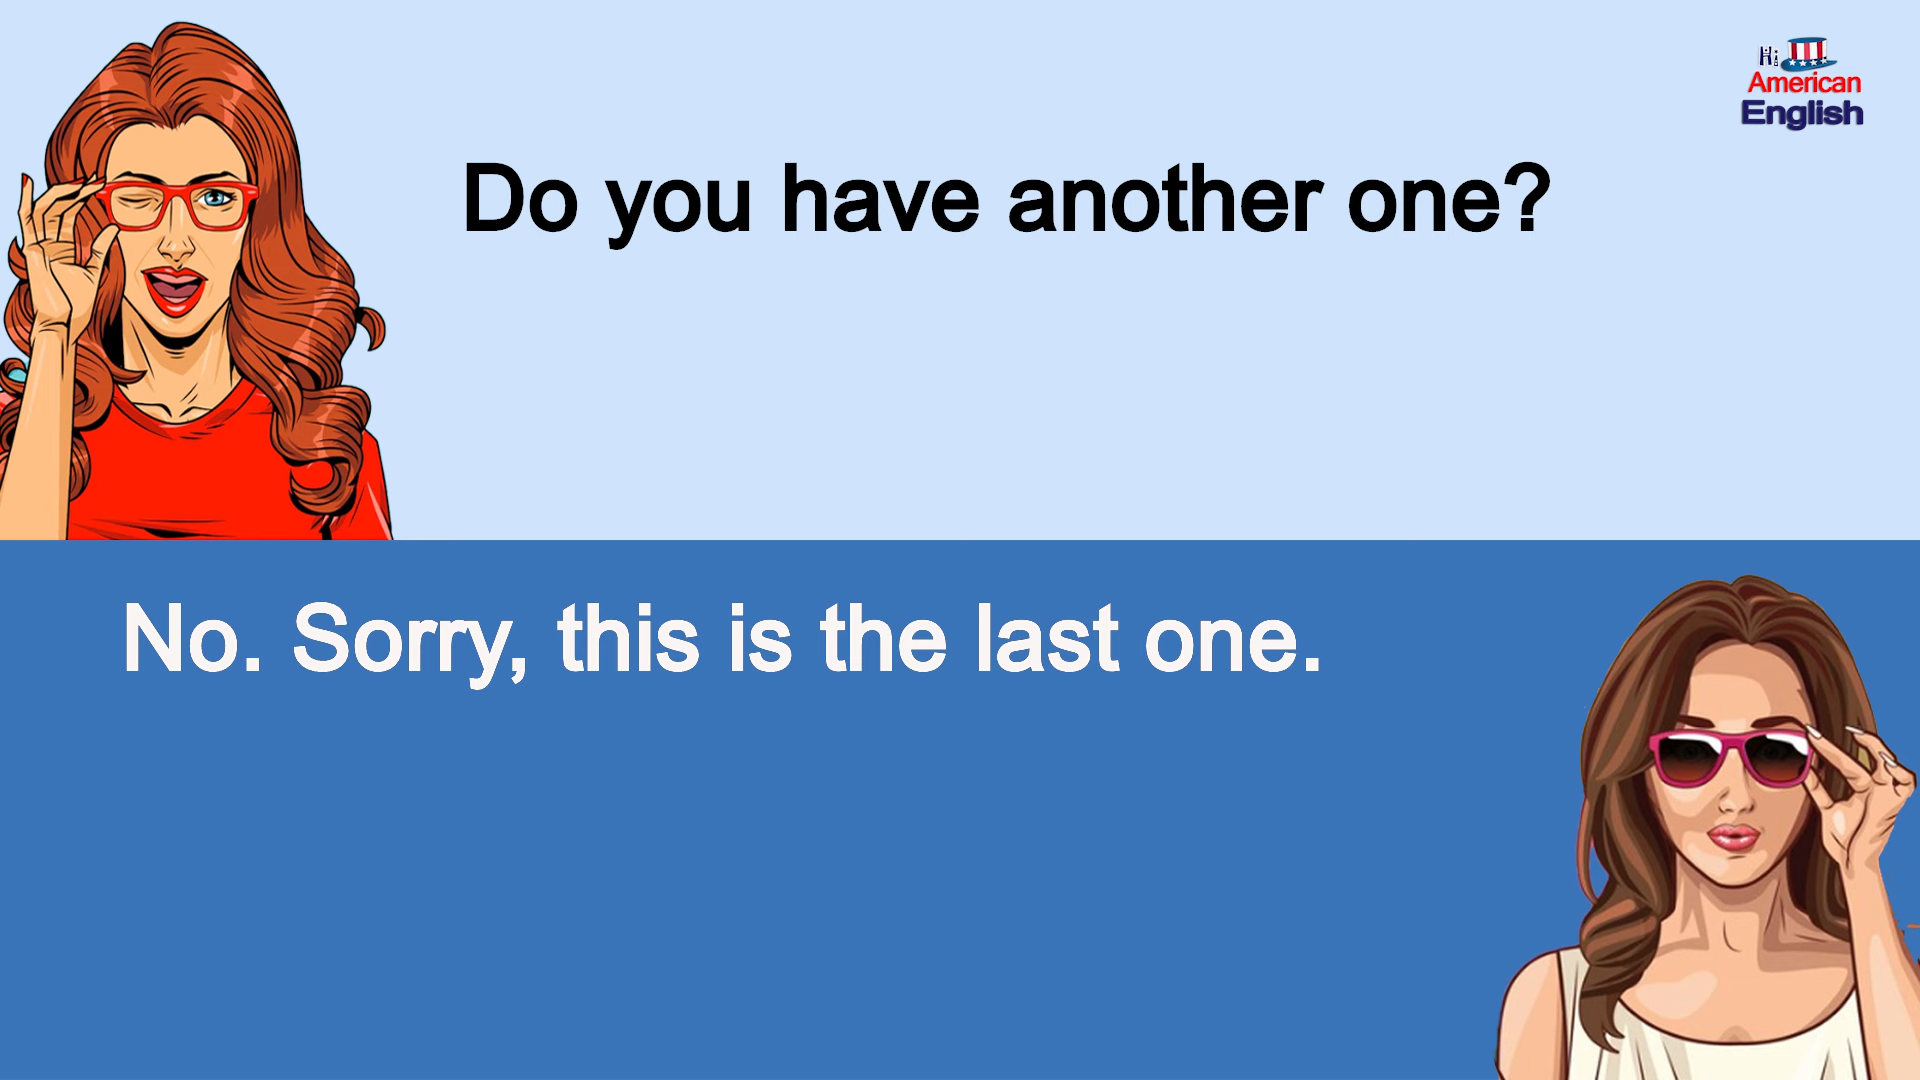 Hi
American
English
Do you have another one?
No. Sorry, this is the last one.